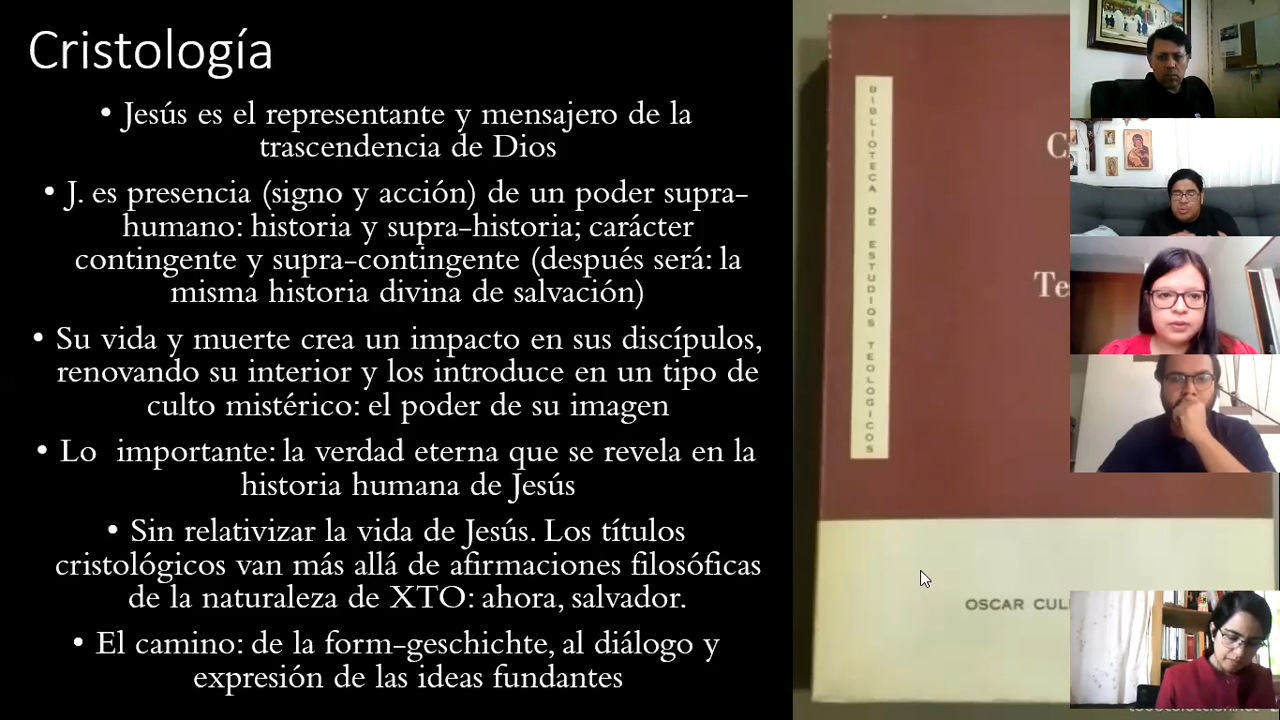 Cristología
• Jesús es el representante y mensajero de la
trascendencia de Dios
• J. es presencia (signo y acción) de un poder supra-
humano: historia y supra-historia; carácter
contingente y supra-contingente (después será: la
misma historia divina de salvación)
• Su vida y muerte crea un impacto en sus discípulos,
renovando su interior y los introduce en un tipo de
culto mistérico: el poder de su imagen
• Lo  importante: la verdad eterna que se revela en la
historia humana de Jesús
• Sin relativizar la vida de Jesús. Los títulos
cristológicos van más allá de afirmaciones filosóficas
de la naturaleza de XTO: ahora, salvador.
• El camino: de la form-geschichte, al diálogo y
expresión de las ideas fundantes
BIBLIOTECA DE ESTUDIOS TEOLOGICOS
C
Te
OSCAR CUL